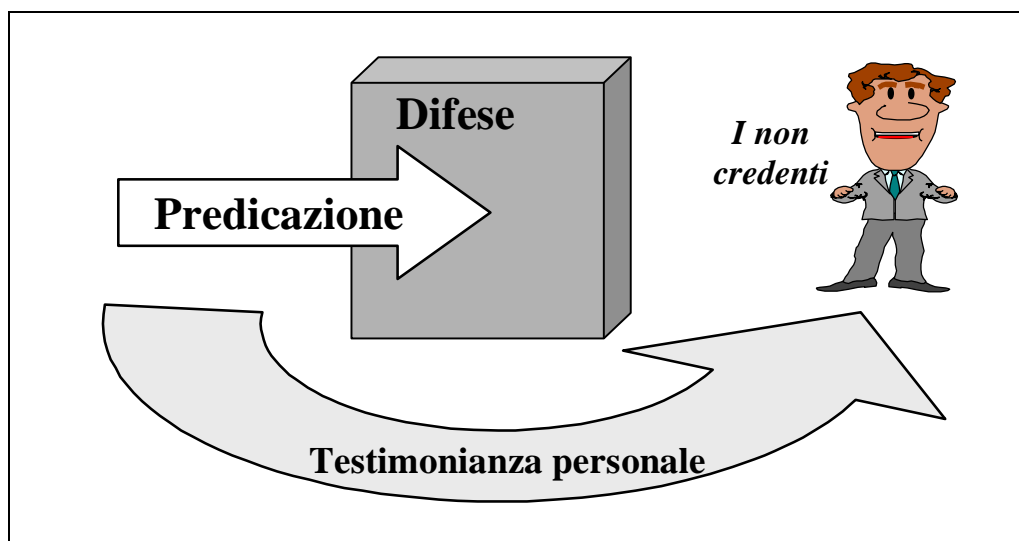 Difese
I non
credenti
Predicazione
Testimonianza personale